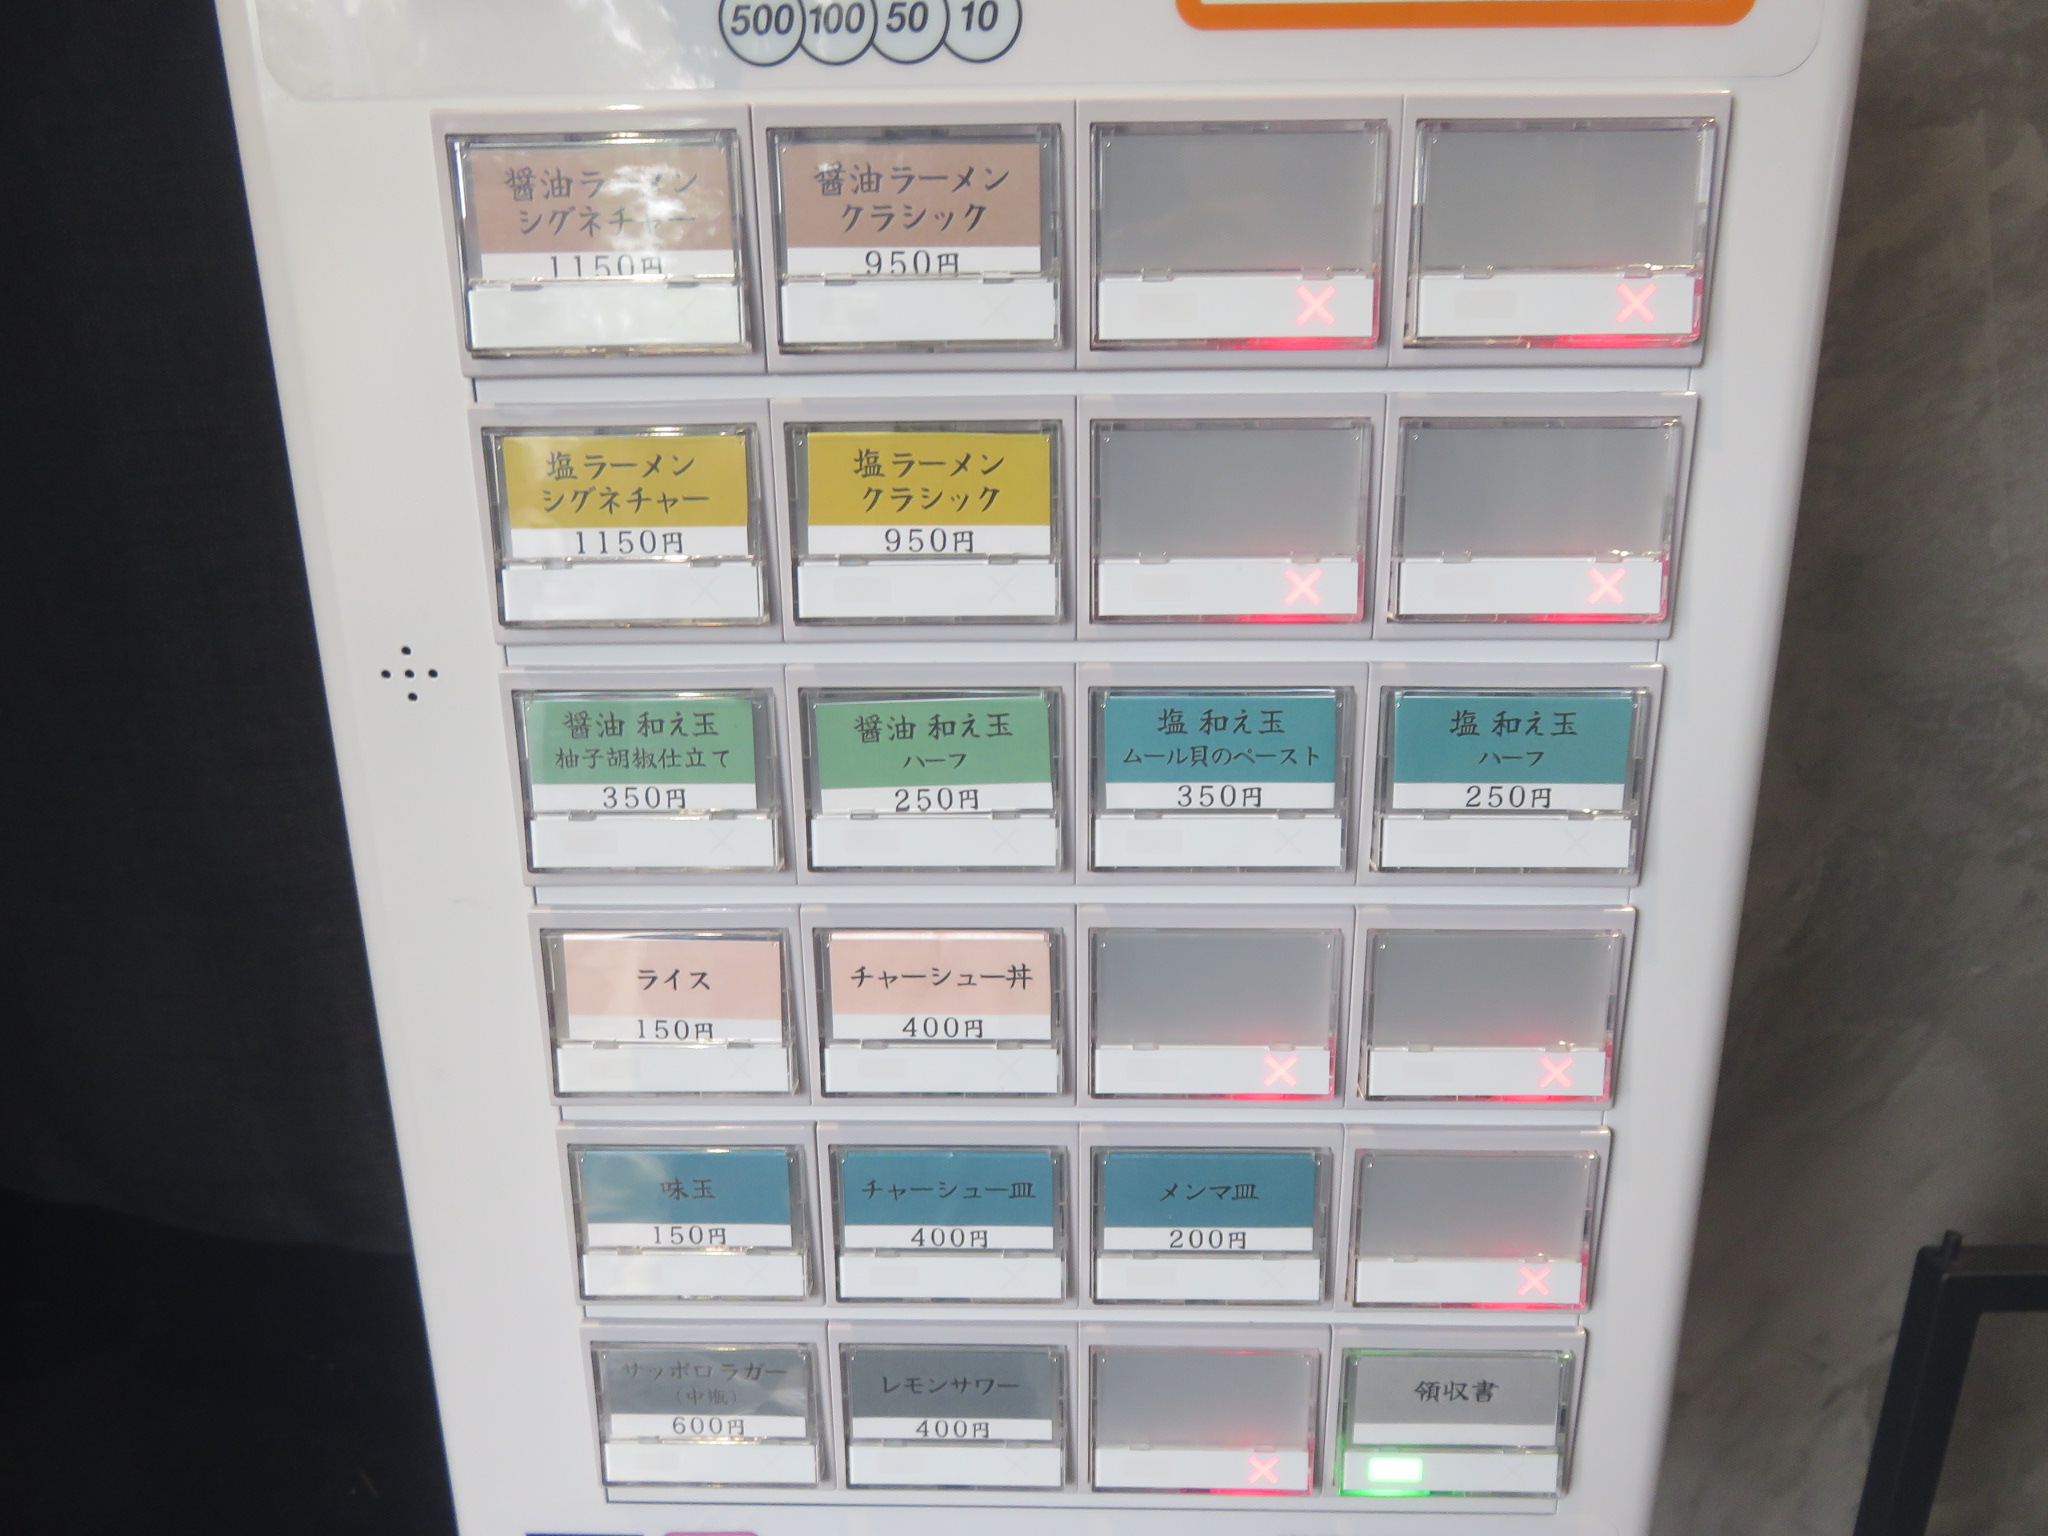 500 100 50 10
醤油ラーメン
シグネチャー
1150円
醤油ラーメン
クラシック
950円
塩ラーメン
シグネチャー
1150円
塩ラーメン
クラシック
950円
醤油 和え玉
柚子胡椒仕立て
350円
醤油 和え玉
ハーフ
250円
塩 和え玉
ムール貝のペースト
350円
塩 和え玉
ハーフ
250円
ライス
150円
チャーシュー丼
400円
味玉
150円
チャーシュー皿
400円
メンマ皿
200円
サッポロラガー
(中瓶)
600円
レモンサワー
400円
領収書